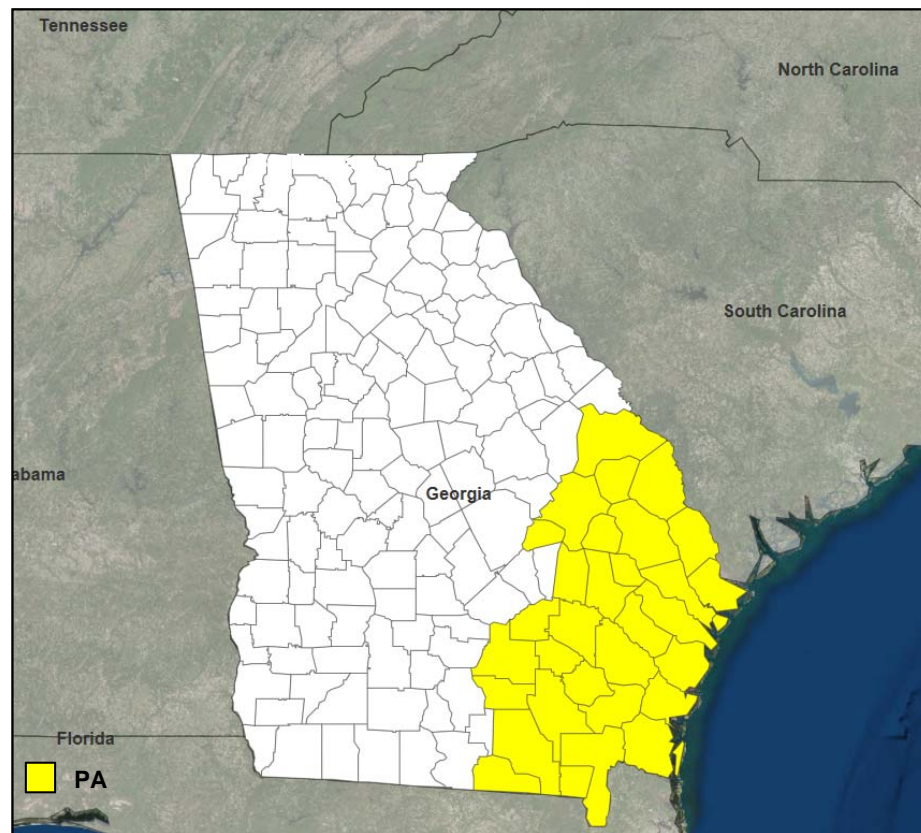 Tennessee
North Carolina
South Carolina
abama
Georgia
Florida
PA